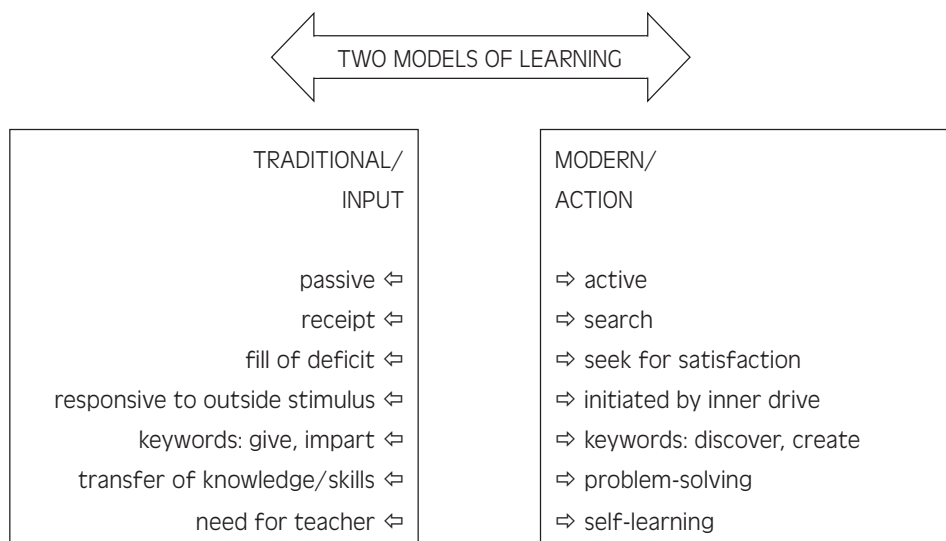 TWO MODELS OF LEARNING
TRADITIONAL/
INPUT
passive ⇦
receipt ⇦
fill of deficit ⇦
responsive to outside stimulus ⇦
keywords: give, impart ⇦
transfer of knowledge/skills ⇦
need for teacher ⇦
MODERN/
ACTION
⇨ active
⇨ search
⇨ seek for satisfaction
⇨ initiated by inner drive
⇨ keywords: discover, create
⇨ problem-solving
⇨ self-learning